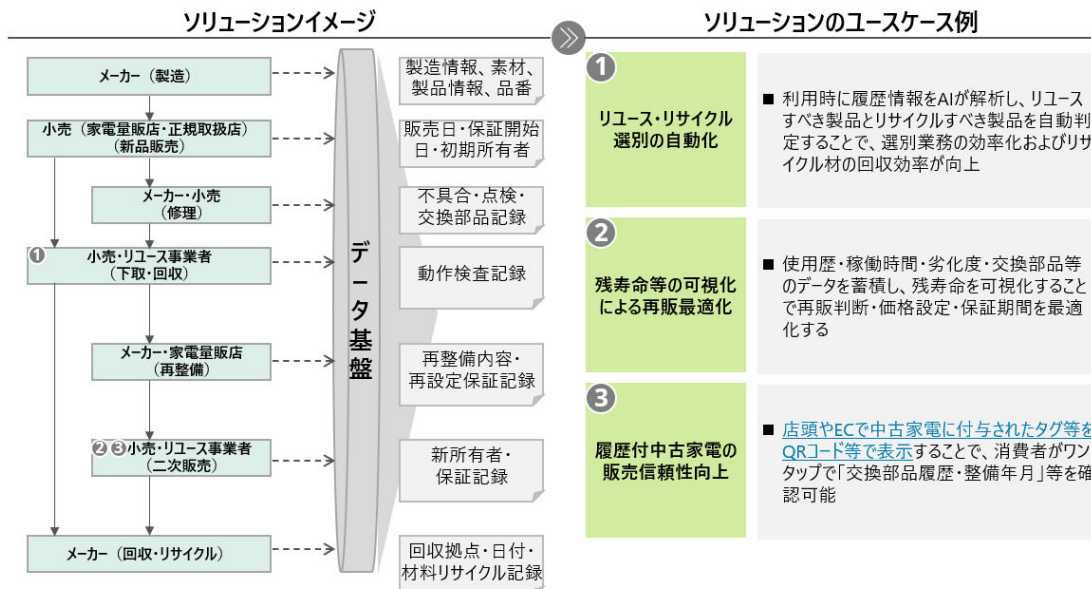 ソリューションイメージ
メーカー（製造）
小売（家電量販店・正規取扱店）
（新品販売）
メーカー・小売
（修理）
❶
小売・リユース事業者
（下取・回収）
メーカー・家電量販店
（再整備）
❷❸小売・リユース事業者
（二次販売）
メーカー（回収・リサイクル）
データ基盤
製造情報、素材、
製品情報、品番
販売日・保証開始
日・初期所有者
不具合・点検・
交換部品記録
動作検査記録
再整備内容・
再設定保証記録
新所有者・
保証記録
回収拠点・日付・
材料リサイクル記録
ソリューションのユースケース例
❶
リユース・リサイクル
選別の自動化
■ 利用時に履歴情報をAIが解析し、リユース
すべき製品とリサイクルすべき製品を自動判
定することで、選別業務の効率化およびリサ
イクル材の回収効率が向上
❷
残寿命等の可視化
による再販最適化
■ 使用歴・稼働時間・劣化度・交換部品等
のデータを蓄積し、残寿命を可視化すること
で再販判断・価格設定・保証期間を最適
化する
❸
履歴付中古家電の
販売信頼性向上
■ 店頭やECで中古家電に付与されたタグ等を
QRコード等で表示することで、消費者がワン
タップで「交換部品履歴・整備年月」等を確
認可能